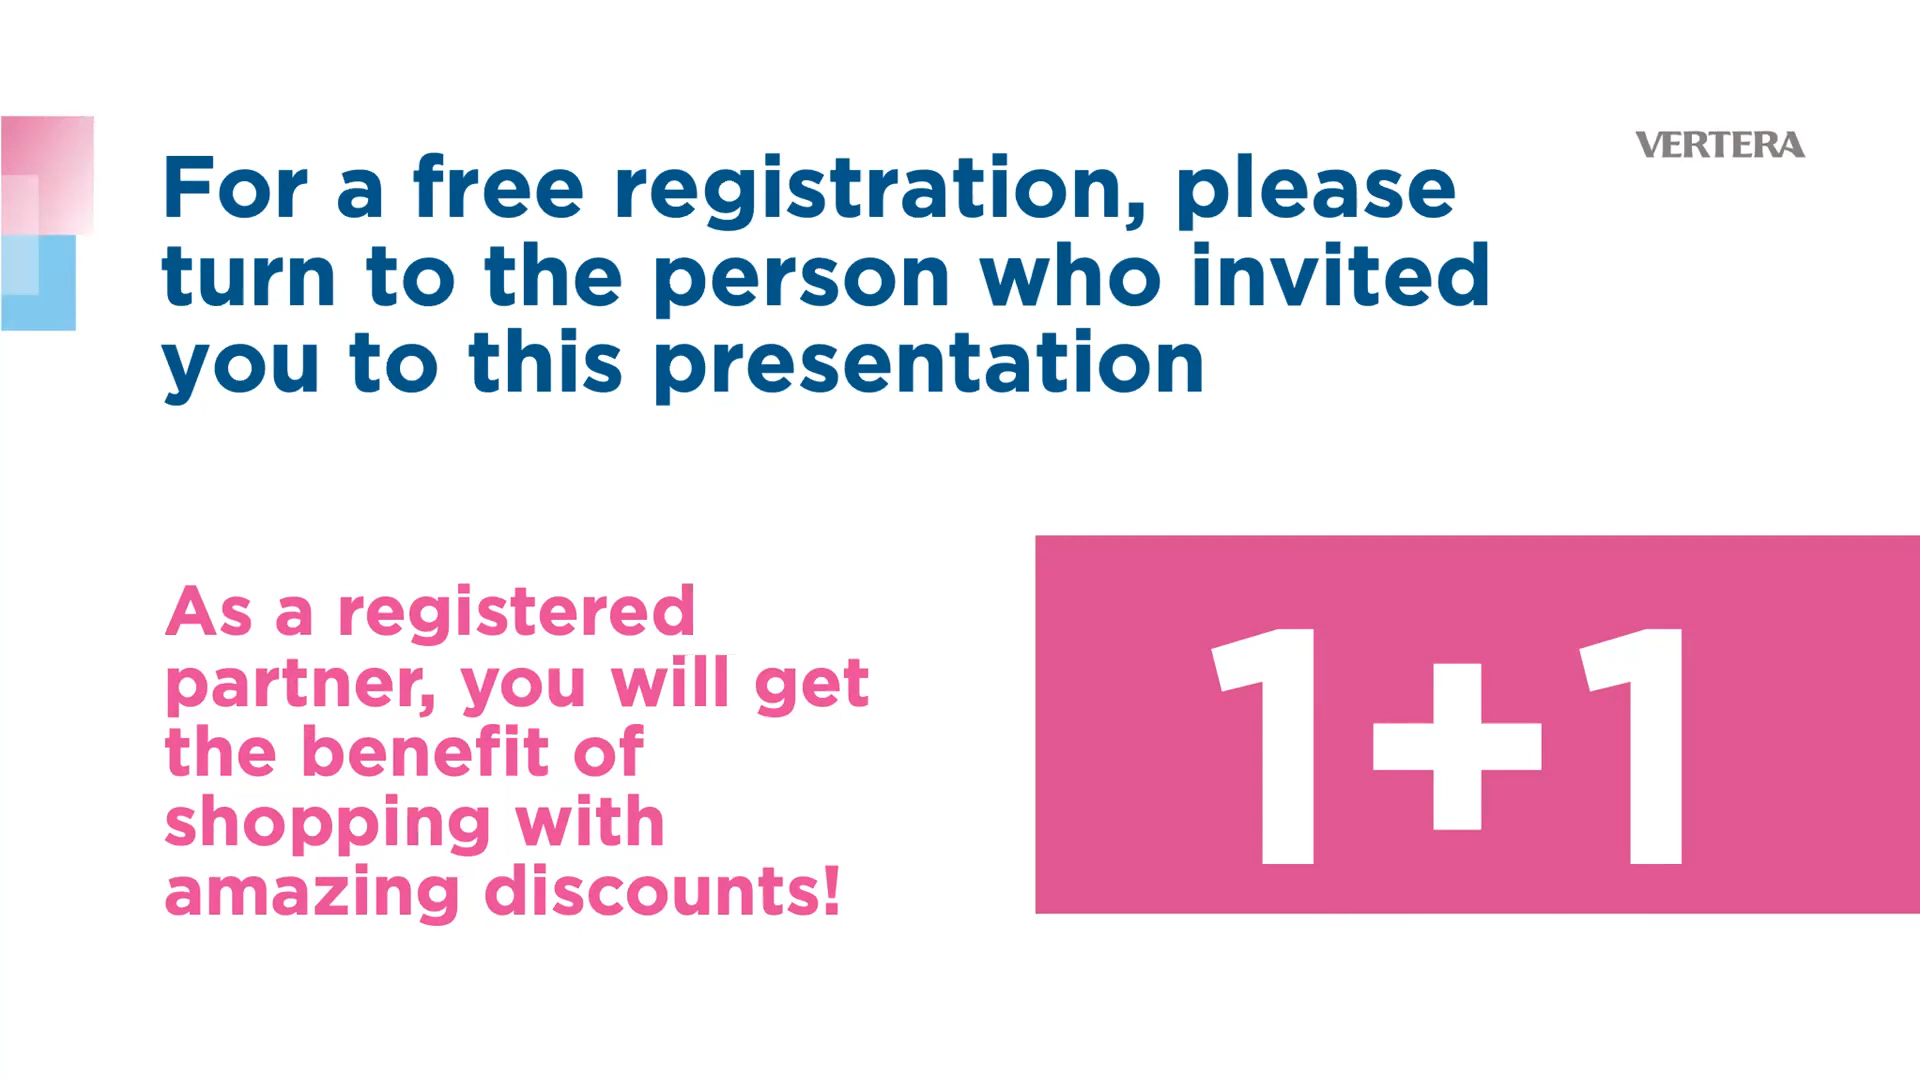 VERTERA
For a free registration, please
turn to the person who invited
you to this presentation
As a registered
partner, you will get
the benefit of
shopping with
amazing discounts!
1+1